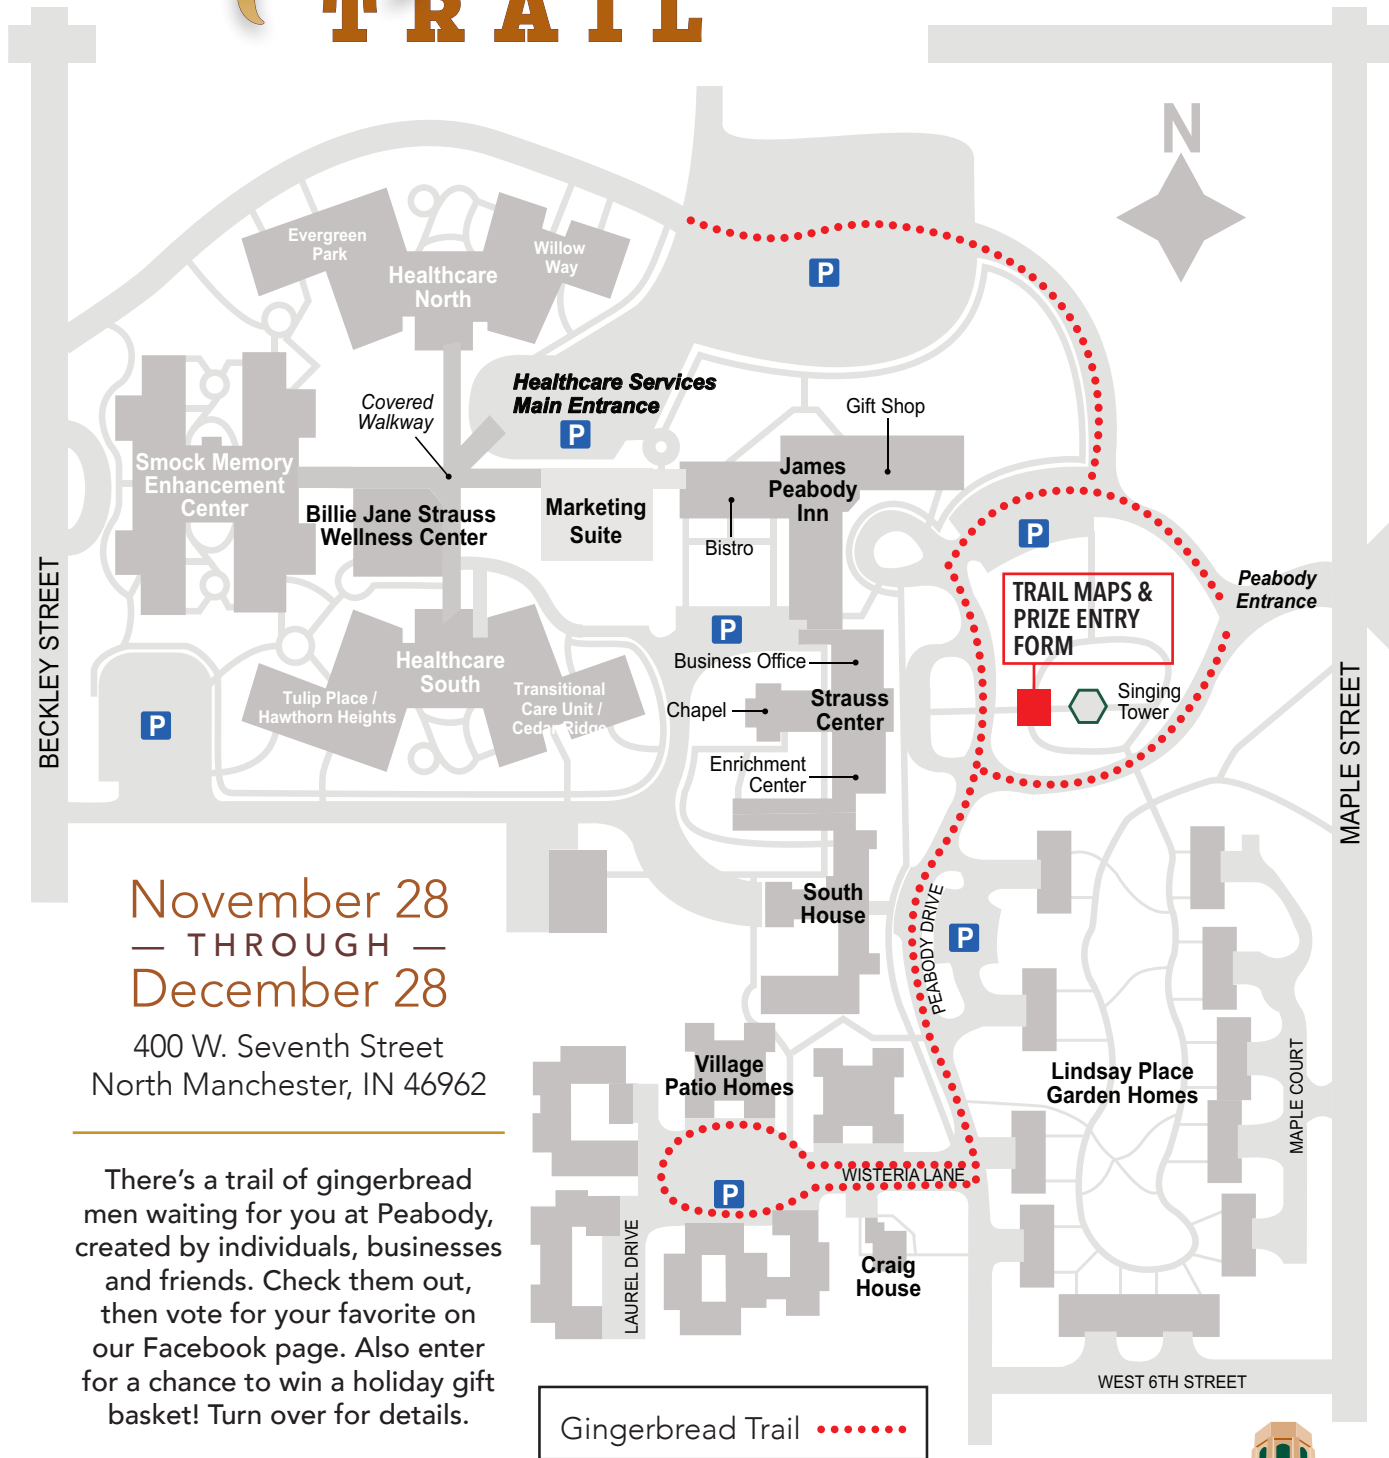 TRAIL
N
Evergreen
Park
Willow
Way
Healthcare
North
P
Healthcare Services
Main Entrance
P
Covered
Walkway
Gift Shop
Smock Memory
Enhancement
Center
James
Peabody
Inn
Billie Jane Strauss
Wellness Center
Marketing
Suite
Bistro
P
BECKLEY STREET
TRAIL MAPS &
PRIZE ENTRY
FORM
Peabody
Entrance
P
Business Office
Healthcare
South
Tulip Place /
Hawthorn Heights
Transitional
Care Unit /
Cedar Ridge
Chapel
Strauss
Center
Singing
Tower
P
Enrichment
Center
MAPLE STREET
November 28
— THROUGH —
December 28
400 W. Seventh Street
North Manchester, IN 46962
South
House
PEABODY DRIVE
P
Village
Patio Homes
Lindsay Place
Garden Homes
MAPLE COURT
WISTERIA LANE
P
LAUREL DRIVE
Craig
House
There’s a trail of gingerbread
men waiting for you at Peabody,
created by individuals, businesses
and friends. Check them out,
then vote for your favorite on
our Facebook page. Also enter
for a chance to win a holiday gift
basket! Turn over for details.
WEST 6TH STREET
Gingerbread Trail